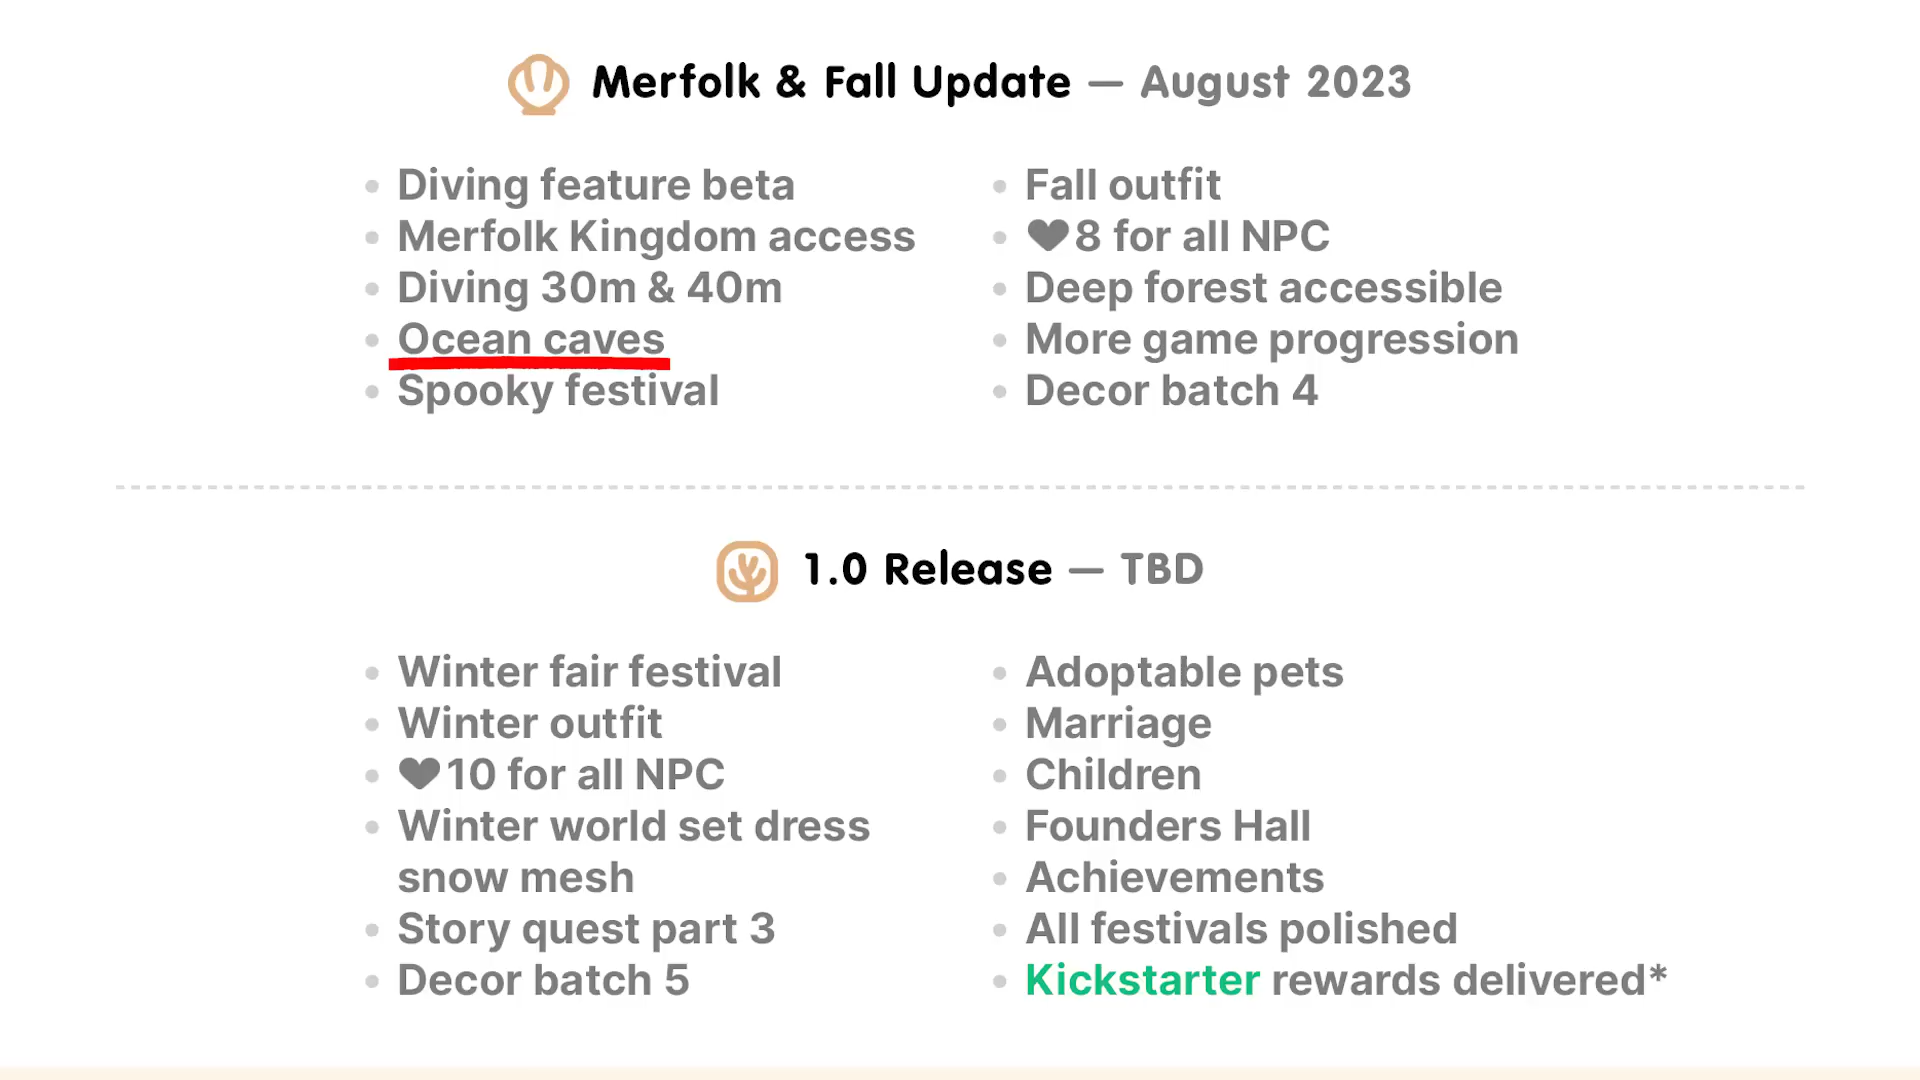 Merfolk & Fall Update — August 2023
Diving feature beta
Merfolk Kingdom access
Diving 30m & 40m
Ocean caves
Spooky festival
Fall outfit
♥8 for all NPC
Deep forest accessible
More game progression
Decor batch 4
1.0 Release — TBD
Winter fair festival
Winter outfit
♥10 for all NPC
Winter world set dress
snow mesh
Story quest part 3
Decor batch 5
Adoptable pets
Marriage
Children
Founders Hall
Achievements
All festivals polished
Kickstarter rewards delivered*